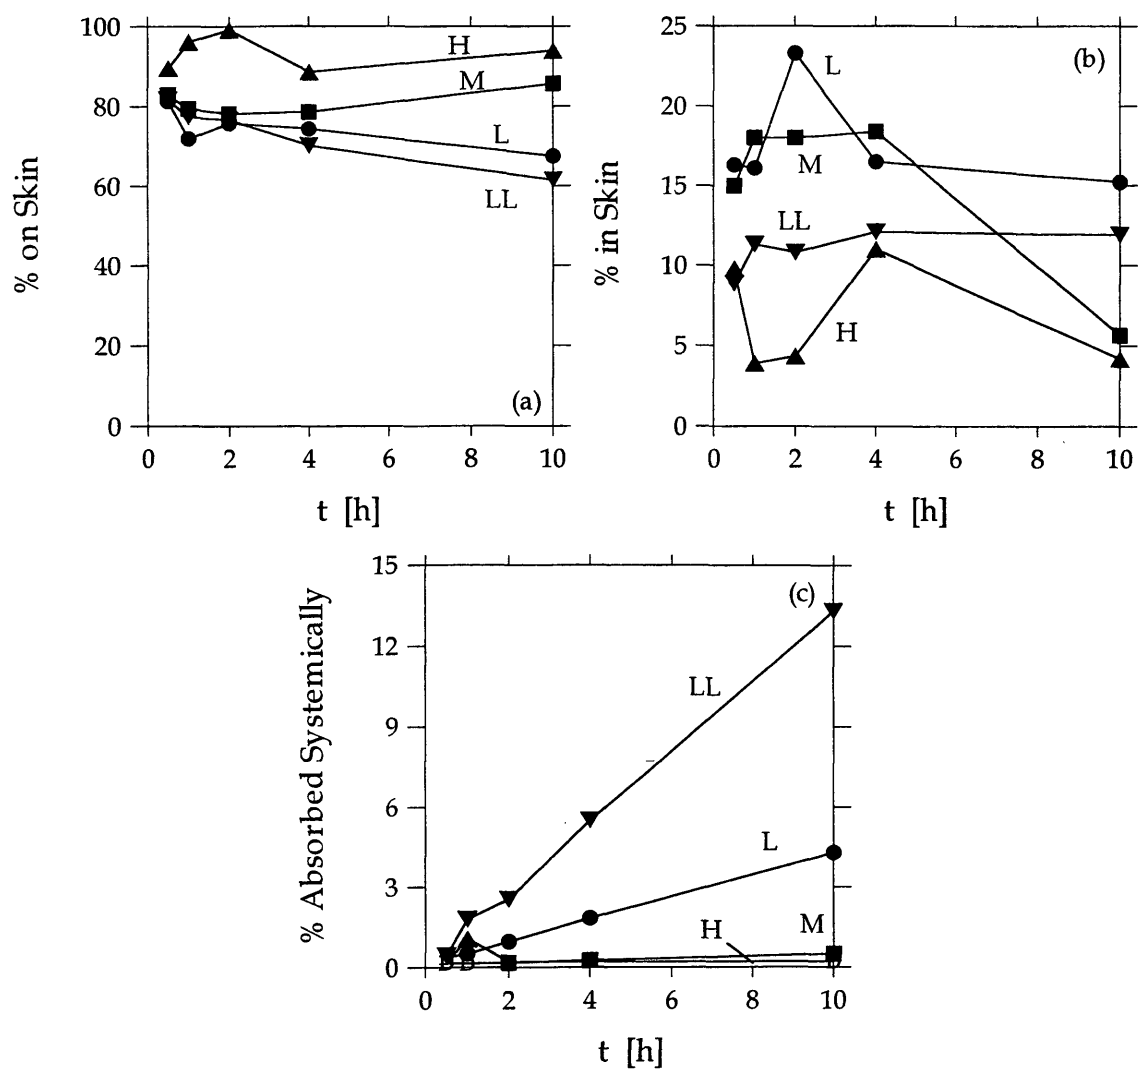 % on Skin
100
80
60
40
20
0
H
M
L
LL
(a)
0 2 4 6 8 10
t [h]
% in Skin
25
20
15
10
5
0
(b)
L
M
LL
H
0 2 4 6 8 10
t [h]
% Absorbed Systemically
15
12
9
6
3
0
(c)
LL
L
H
M
0 2 4 6 8 10
t [h]